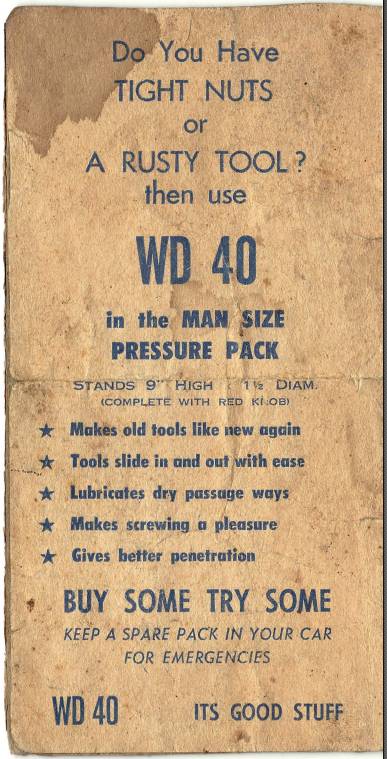 Do You Have
TIGHT NUTS
or
A RUSTY TOOL?
then use
WD 40
in the MAN SIZE
PRESSURE PACK
STANDS 9" HIGH 1½ DIAM.
(COMPLETE WITH RED KNOB)
★ Makes old tools like new again
★ Tools slide in and out with ease
★ Lubricates dry passage ways
★ Makes screwing a pleasure
★ Gives better penetration
BUY SOME TRY SOME
KEEP A SPARE PACK IN YOUR CAR
FOR EMERGENCIES
WD 40 ITS GOOD STUFF